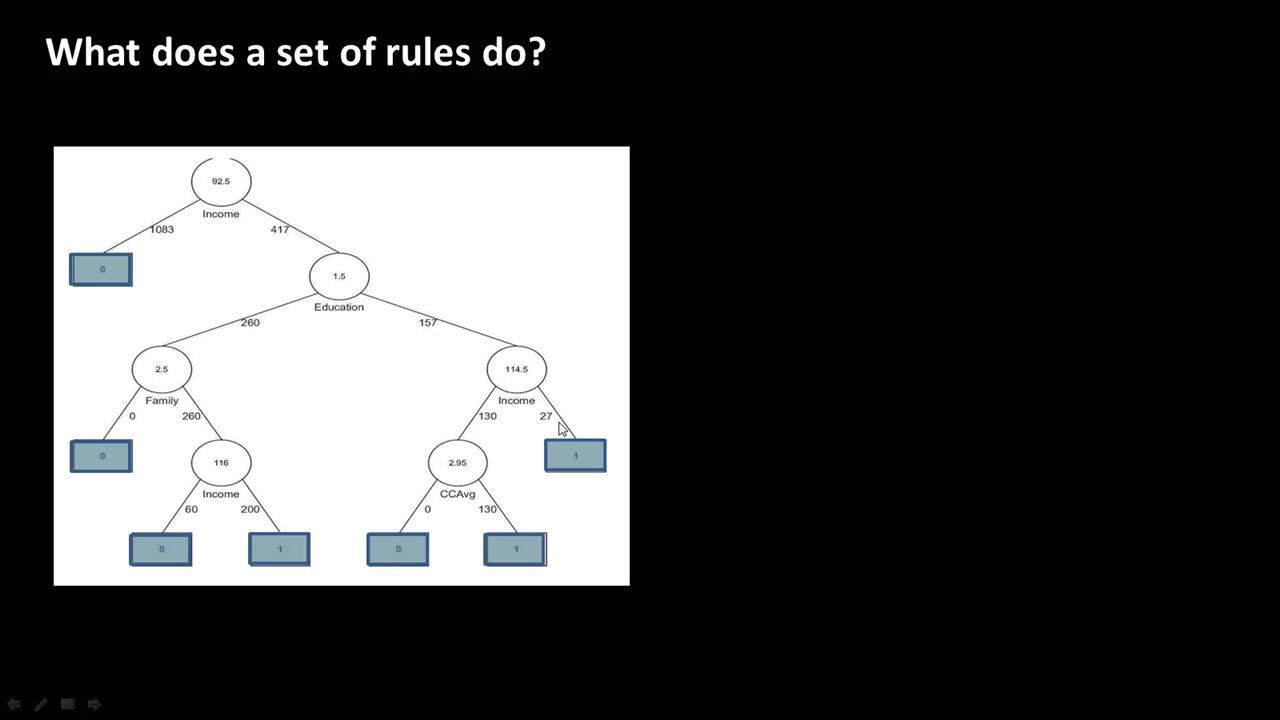 What does a set of rules do?
92.5
Income
1083 417
0
1.5
Education
260 157
2.5 114.5
Family Income
0 260 130 27
0 116 2.95 1
Income CCAvg
60 200 0 130
0 1 0 1